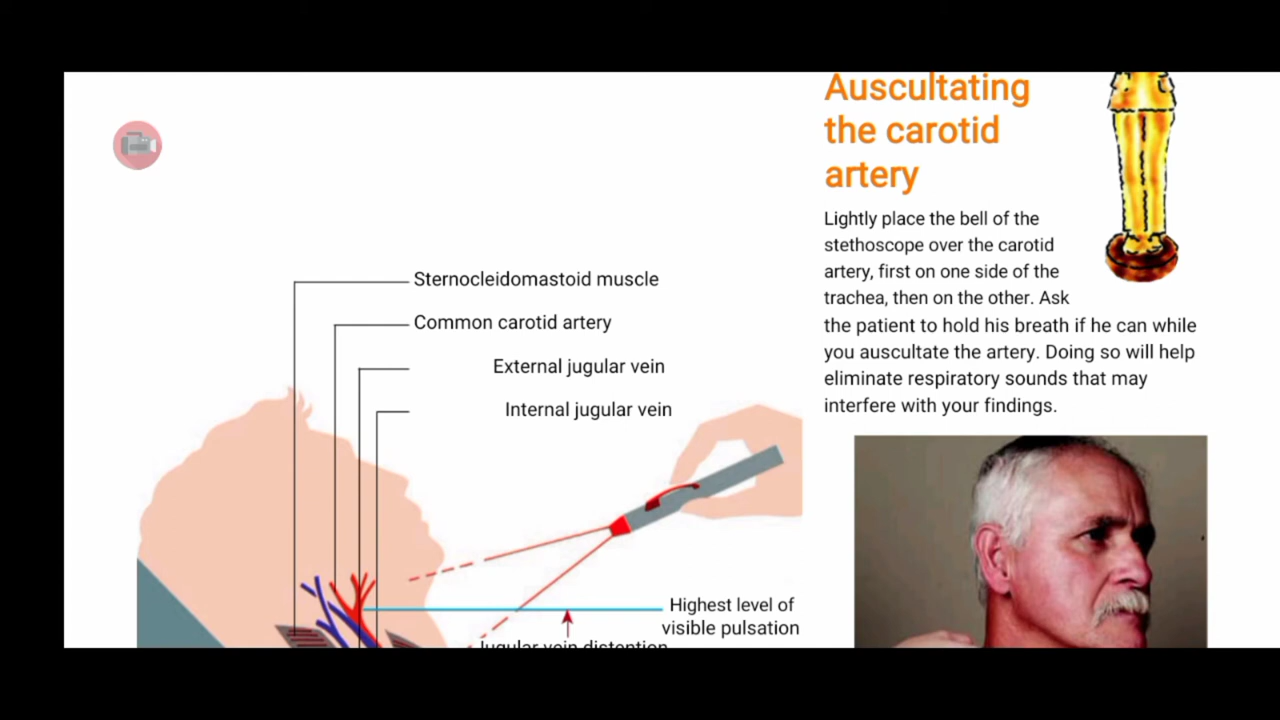 Sternocleidomastoid muscle
Common carotid artery
External jugular vein
Internal jugular vein
Highest level of
visible pulsation
Jugular vein distention
Auscultating
the carotid
artery
Lightly place the bell of the
stethoscope over the carotid
artery, first on one side of the
trachea, then on the other. Ask
the patient to hold his breath if he can while
you auscultate the artery. Doing so will help
eliminate respiratory sounds that may
interfere with your findings.